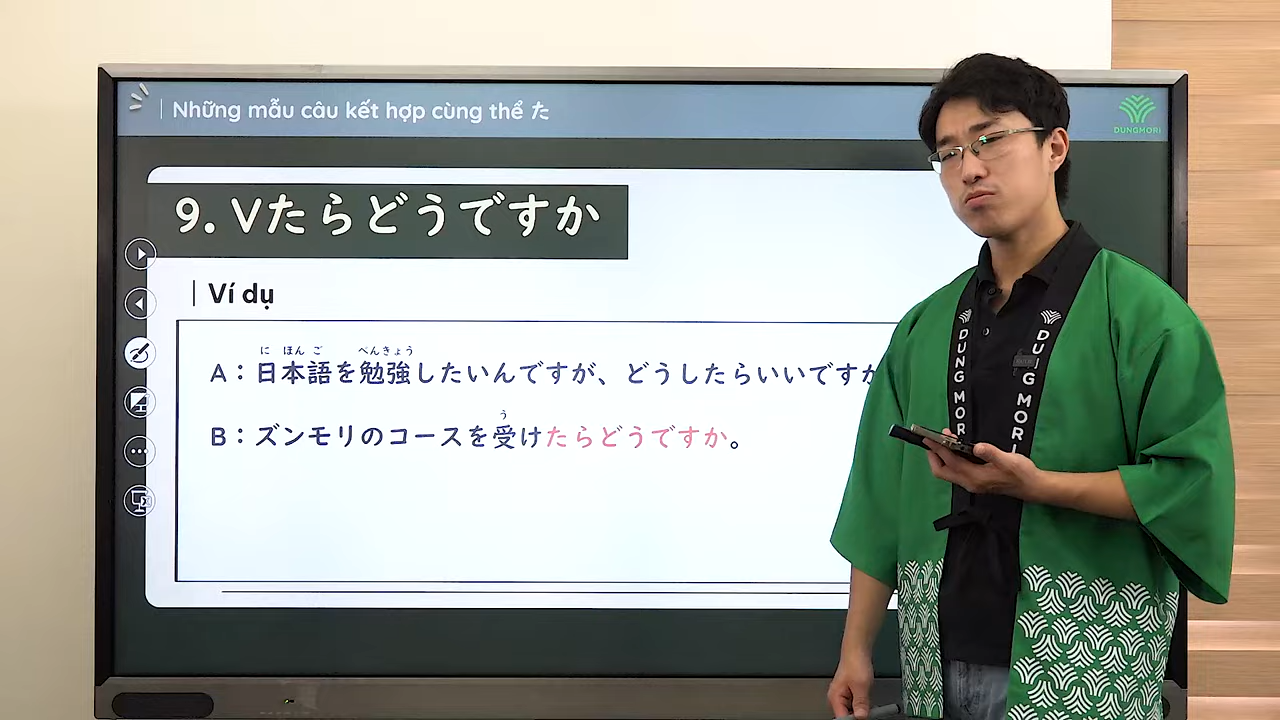 Những mẫu câu kết hợp cùng thể た
DUNGMORI
9. Vたらどうですか
Ví dụ
に ほん ご べんきょう
A：日本語を勉強したいんですが、どうしたらいいですか
う
B：ズンモリのコースを受けたらどうですか。
DUNG MORI
DUNG MORI